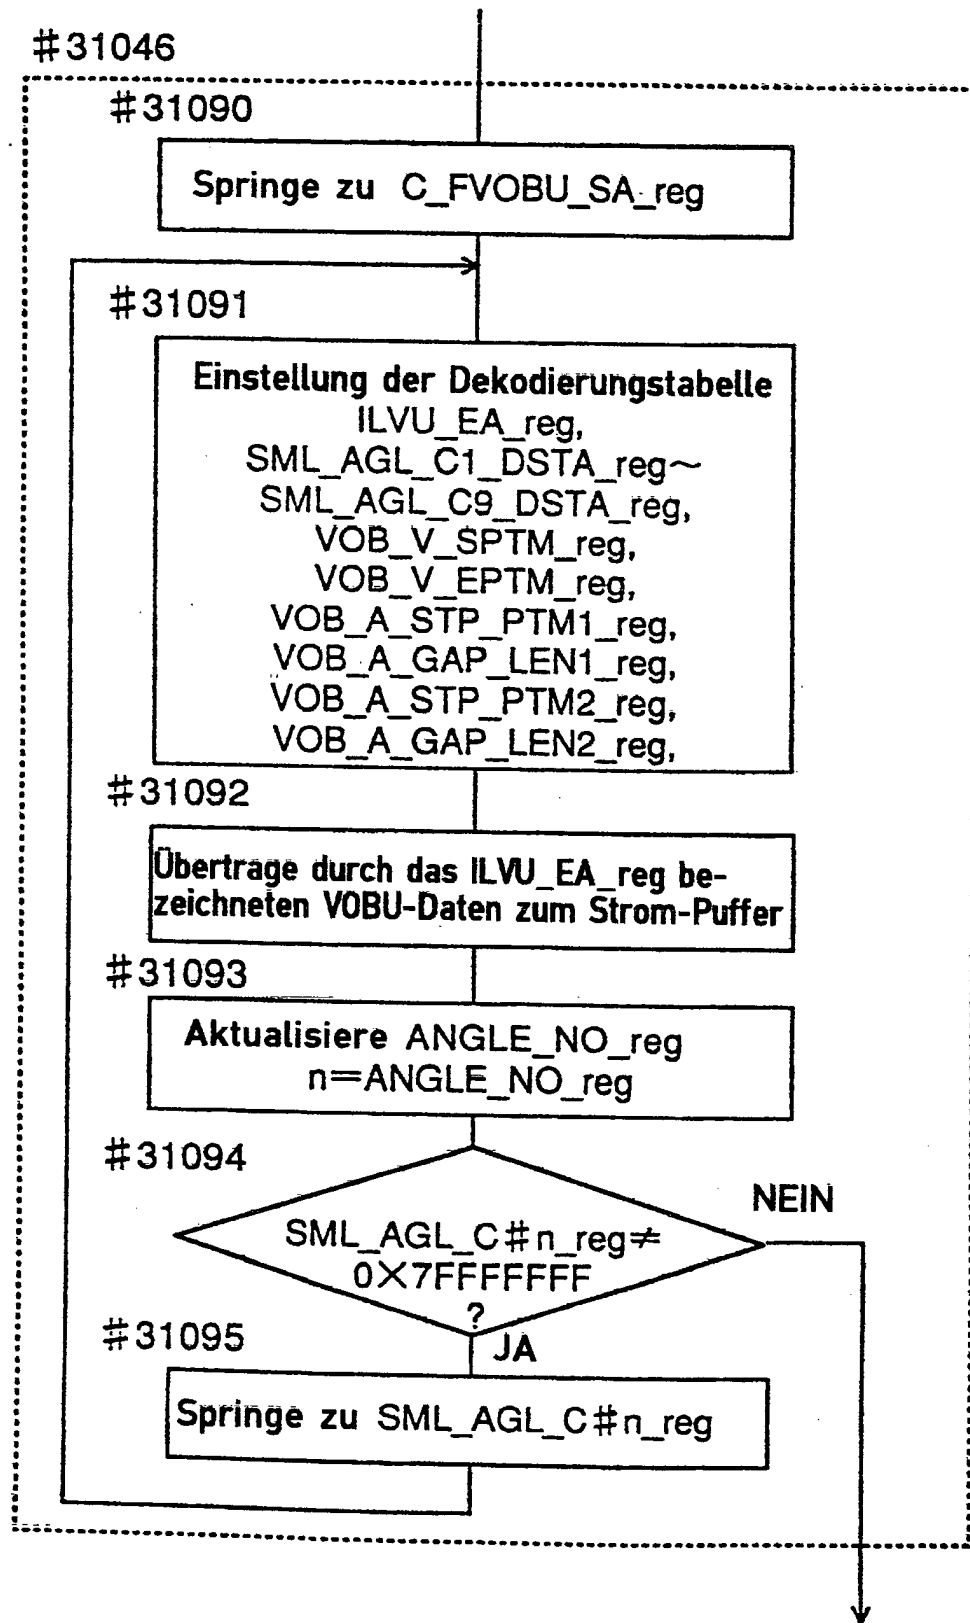 #31046
#31090
Springe zu C_FVOBU_SA_reg
#31091
Einstellung der Dekodierungstabelle
ILVU_EA_reg,
SML_AGL_C1_DSTA_reg~
SML_AGL_C9_DSTA_reg,
VOB_V_SPTM_reg,
VOB_V_EPTM_reg,
VOB_A_STP_PTM1_reg,
VOB_A_GAP_LEN1_reg,
VOB_A_STP_PTM2_reg,
VOB_A_GAP_LEN2_reg,
#31092
Übertrage durch das ILVU_EA_reg be-
zeichneten VOBU-Daten zum Strom-Puffer
#31093
Aktualisiere ANGLE_NO_reg
n=ANGLE_NO_reg
#31094
NEIN
SML_AGL_C#n_reg≠
0X7FFFFFFF
?
#31095
JA
Springe zu SML_AGL_C#n_reg